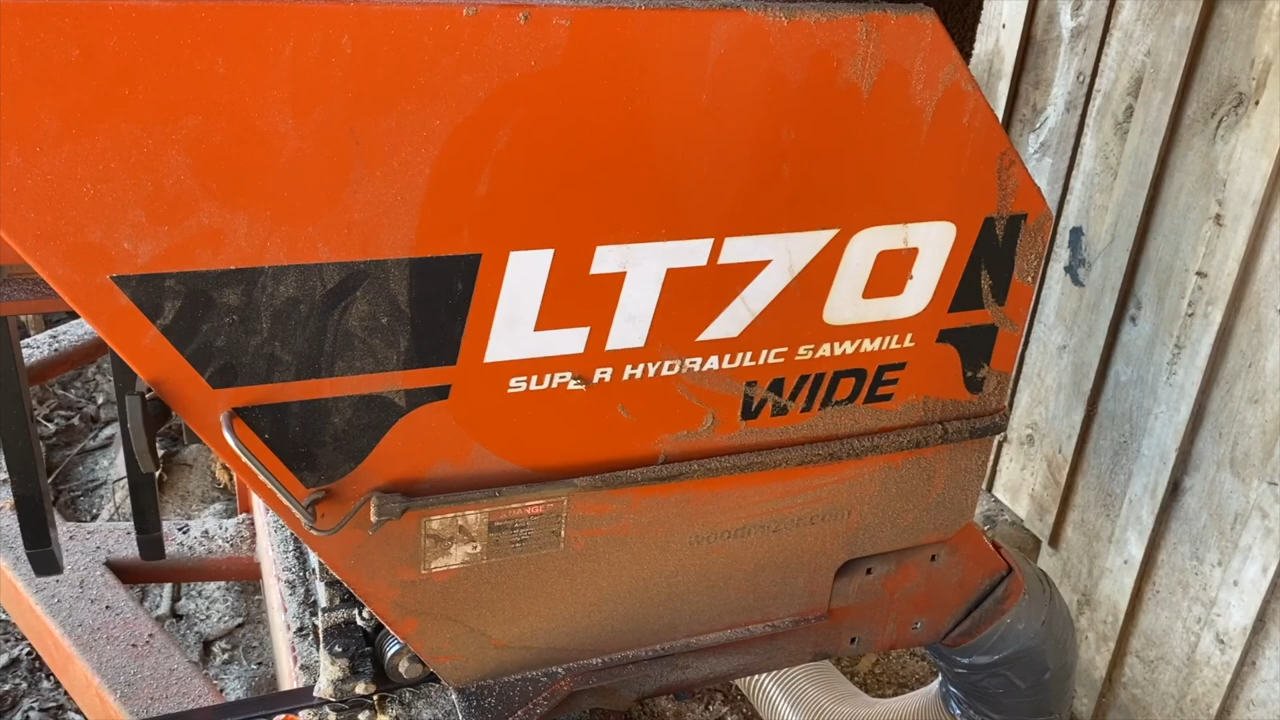 LT70
SUPER HYDRAULIC SAWMILL
WIDE
DANGER
woodmizer.com